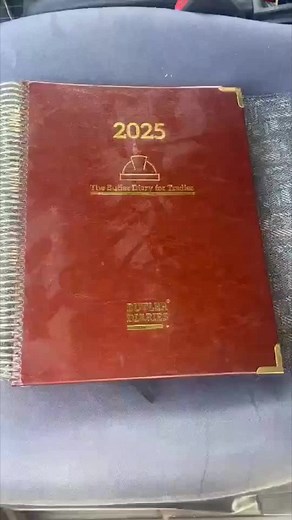 2025
The Butler Diary for Tradies
BUTLER
DIARIES